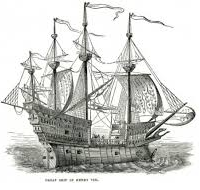 GREAT SHIP OF HENRY VIII.